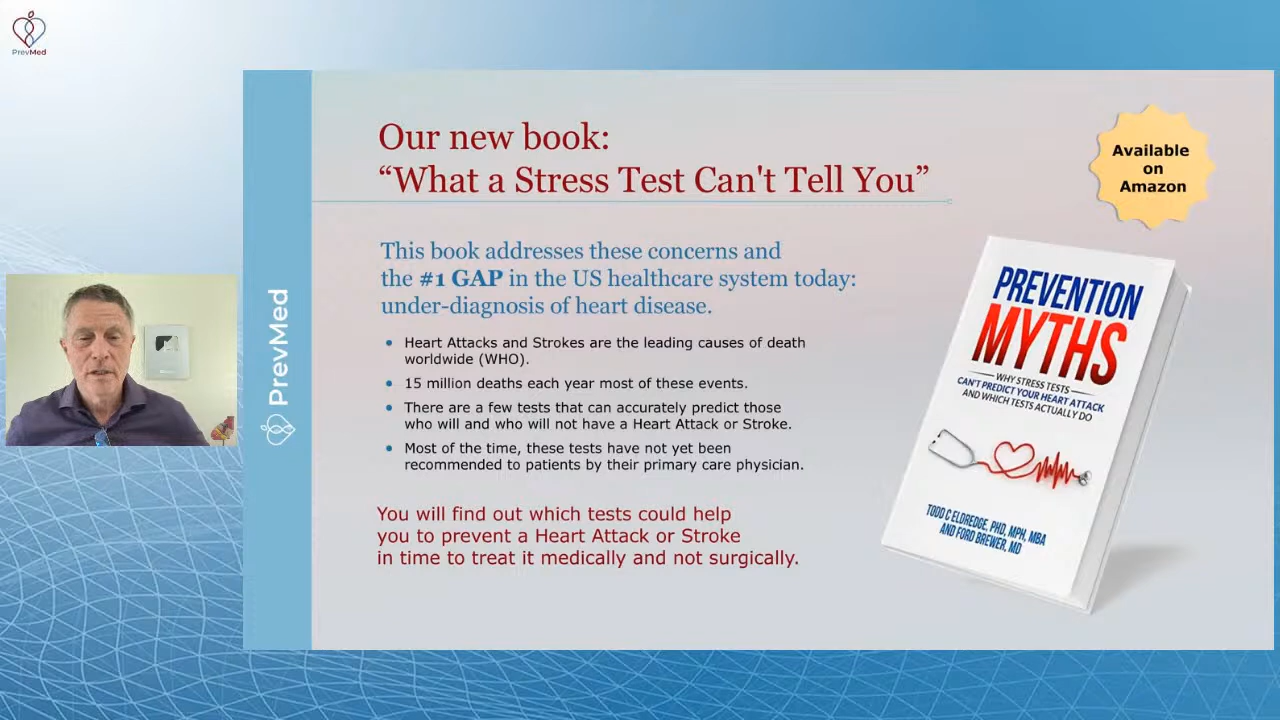 PrevMed
Our new book:
“What a Stress Test Can't Tell You”
Available
on
Amazon
This book addresses these concerns and
the #1 GAP in the US healthcare system today:
under-diagnosis of heart disease.
• Heart Attacks and Strokes are the leading causes of death
worldwide (WHO).
• 15 million deaths each year most of these events.
• There are a few tests that can accurately predict those
who will and who will not have a Heart Attack or Stroke.
• Most of the time, these tests have not yet been
recommended to patients by their primary care physician.
You will find out which tests could help
you to prevent a Heart Attack or Stroke
in time to treat it medically and not surgically.
PrevMed
PREVENTION
MYTHS
WHY STRESS TESTS
CAN'T PREDICT YOUR HEART ATTACK
AND WHICH TESTS ACTUALLY DO
TODD C ELDREDGE, PHD, MPH, MBA
AND FORD BREWER, MD